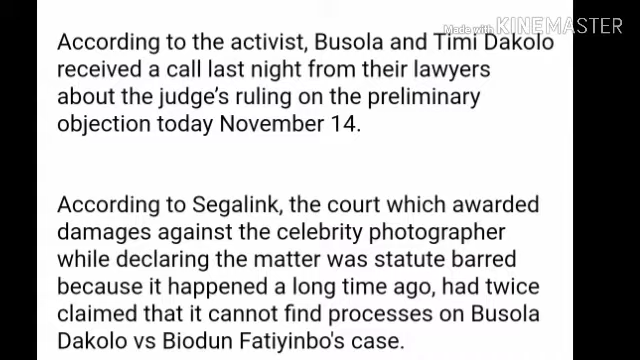 Made with KINEMASTER
According to the activist, Busola and Timi Dakolo
received a call last night from their lawyers
about the judge's ruling on the preliminary
objection today November 14.
According to Segalink, the court which awarded
damages against the celebrity photographer
while declaring the matter was statute barred
because it happened a long time ago, had twice
claimed that it cannot find processes on Busola
Dakolo vs Biodun Fatiyinbo's case.